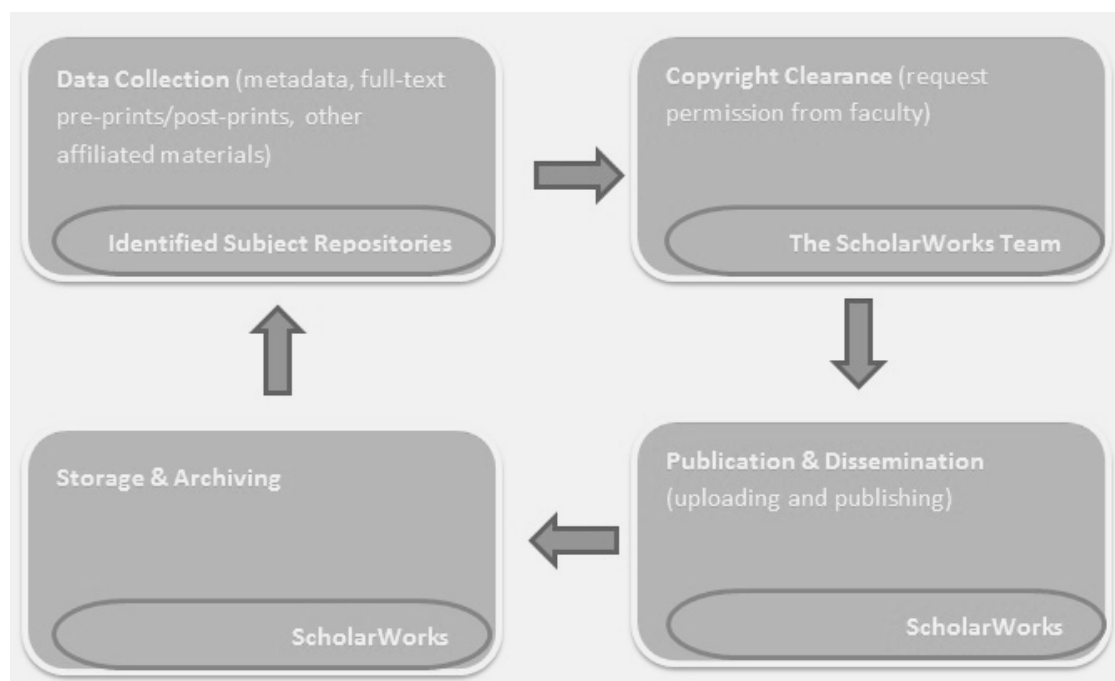 Data Collection (metadata, full-text
pre-prints/post-prints, other
affiliated materials)
Identified Subject Repositories
Copyright Clearance (request
permission from faculty)
The ScholarWorks Team
Storage & Archiving
ScholarWorks
Publication & Dissemination
(uploading and publishing)
ScholarWorks